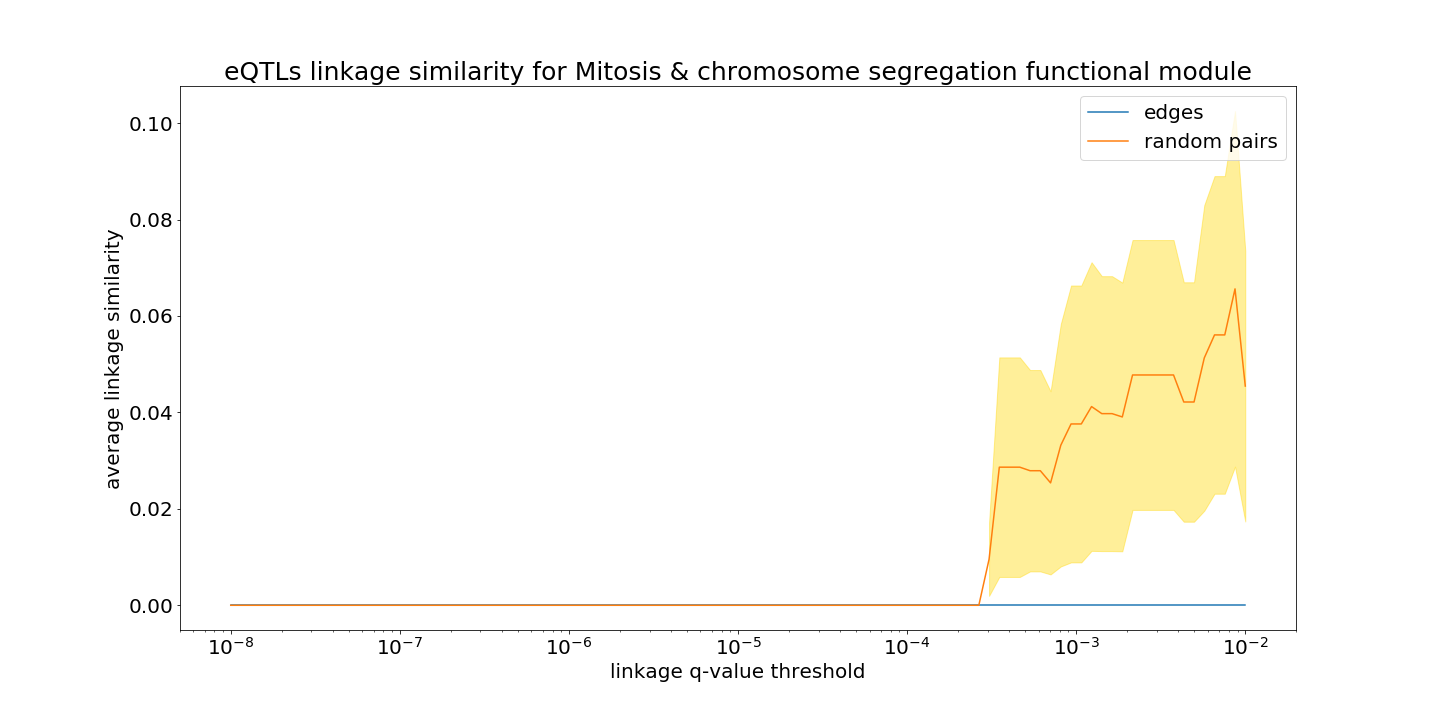 eQTLs linkage similarity for Mitosis & chromosome segregation functional module
edges
random pairs
average linkage similarity
0.10
0.08
0.06
0.04
0.02
0.00
10⁻⁸ 10⁻⁷ 10⁻⁶ 10⁻⁵ 10⁻⁴ 10⁻³ 10⁻²
linkage q-value threshold